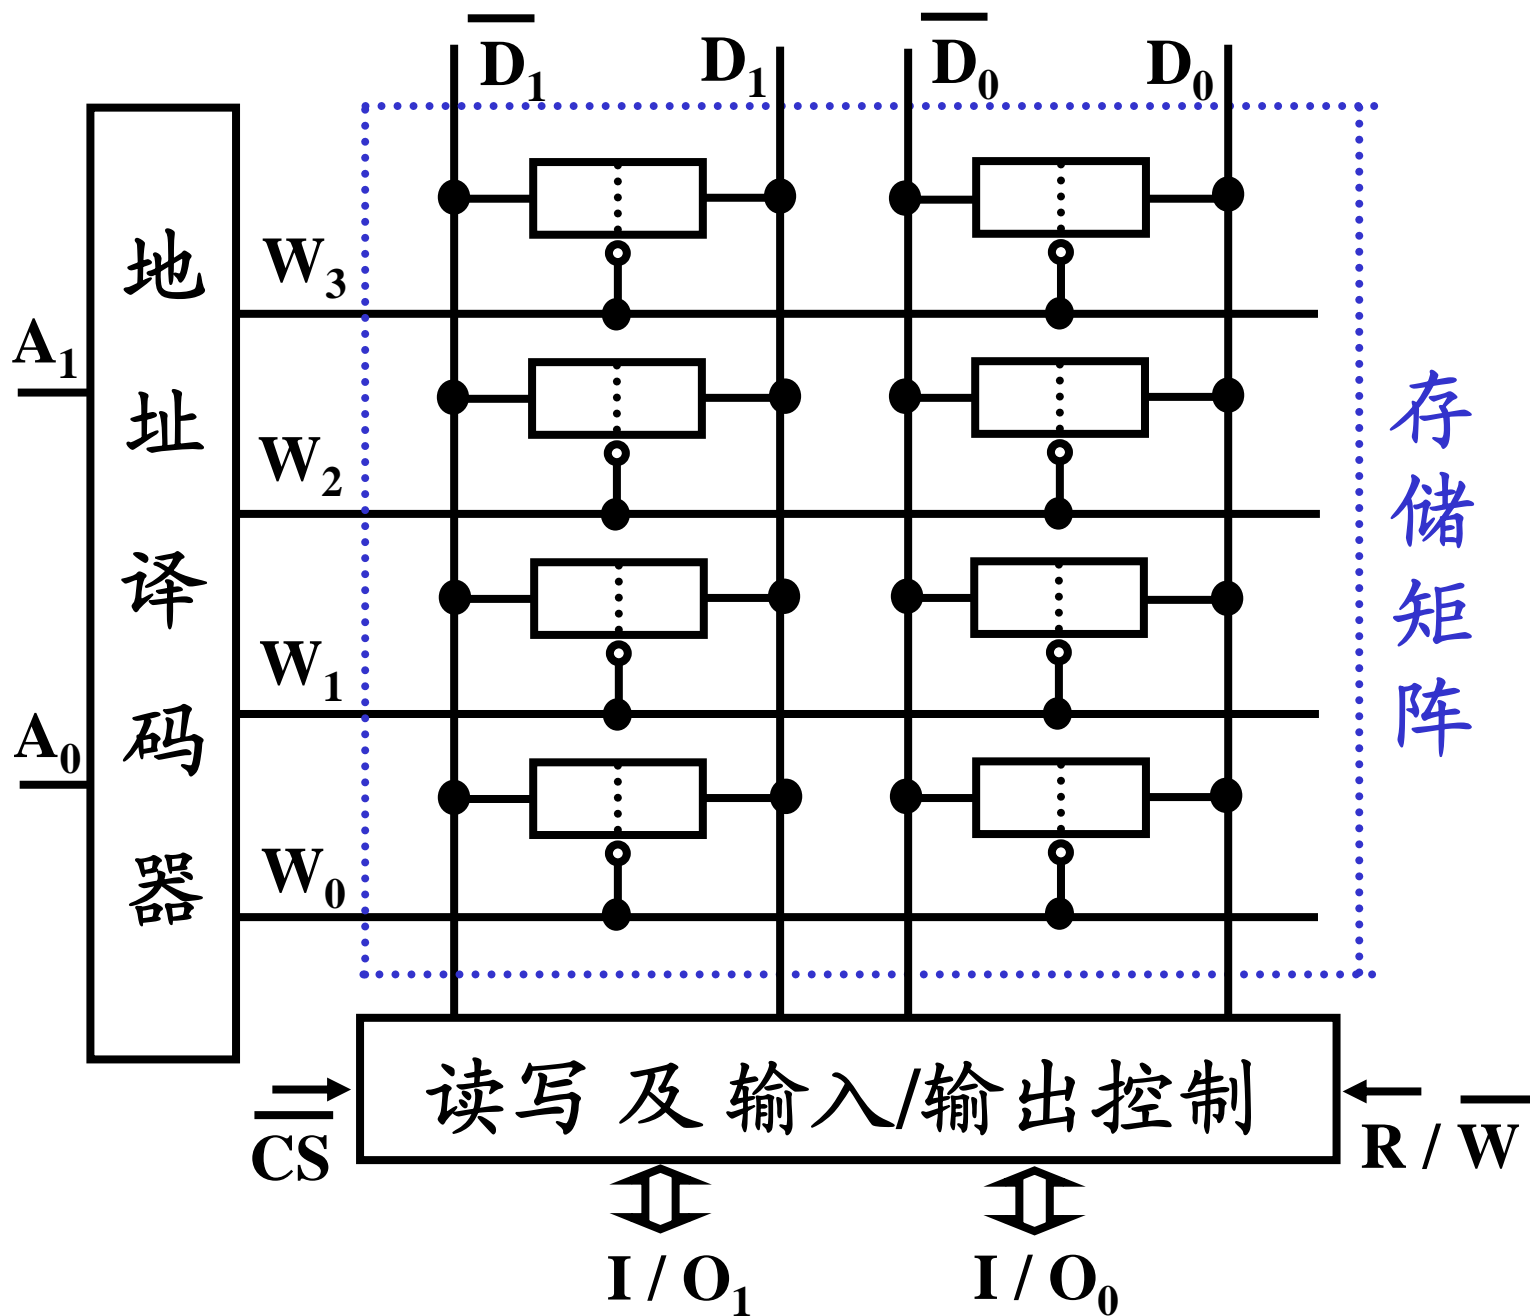 D̅₁ D₁ D̅₀ D₀
地址译码器
A₁
A₀
W₃
W₂
W₁
W₀
存储矩阵
读写及输入/输出控制
C̅S̅
R / W̅
I / O₁ I / O₀